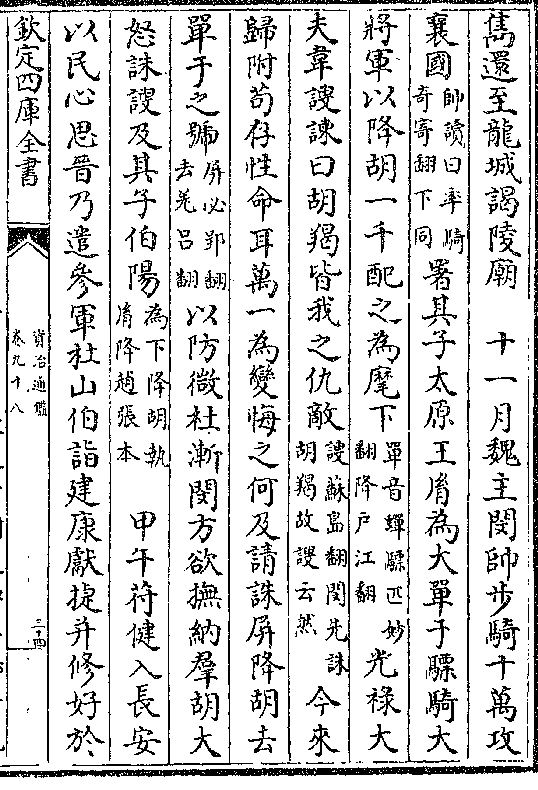 雋還至龍城謁陵廟　十一月魏主閔帥步騎十萬攻
襄國帥讀曰率騎奇寄翻下同署其子太原王胤為大單于驃騎大
將軍以降胡一千配之為麾下單音蟬驃匹妙翻降戶江翻光祿大
夫韋謏諫曰胡羯皆我之仇敵謏蘇鳥翻閔先誅胡羯故謏云然今來
歸附苟存性命耳萬一為變悔之何及請誅屏降胡去
單于之號屏必郢翻去羌呂翻以防微杜漸閔方欲撫納羣胡大
怒誅謏及其子伯陽為下降胡執胤降趙張本　甲午苻健入長安
以民心思晉乃遣參軍杜山伯詣建康獻捷并修好於
欽定四庫全書
資治通鑑
卷九十八
三十四